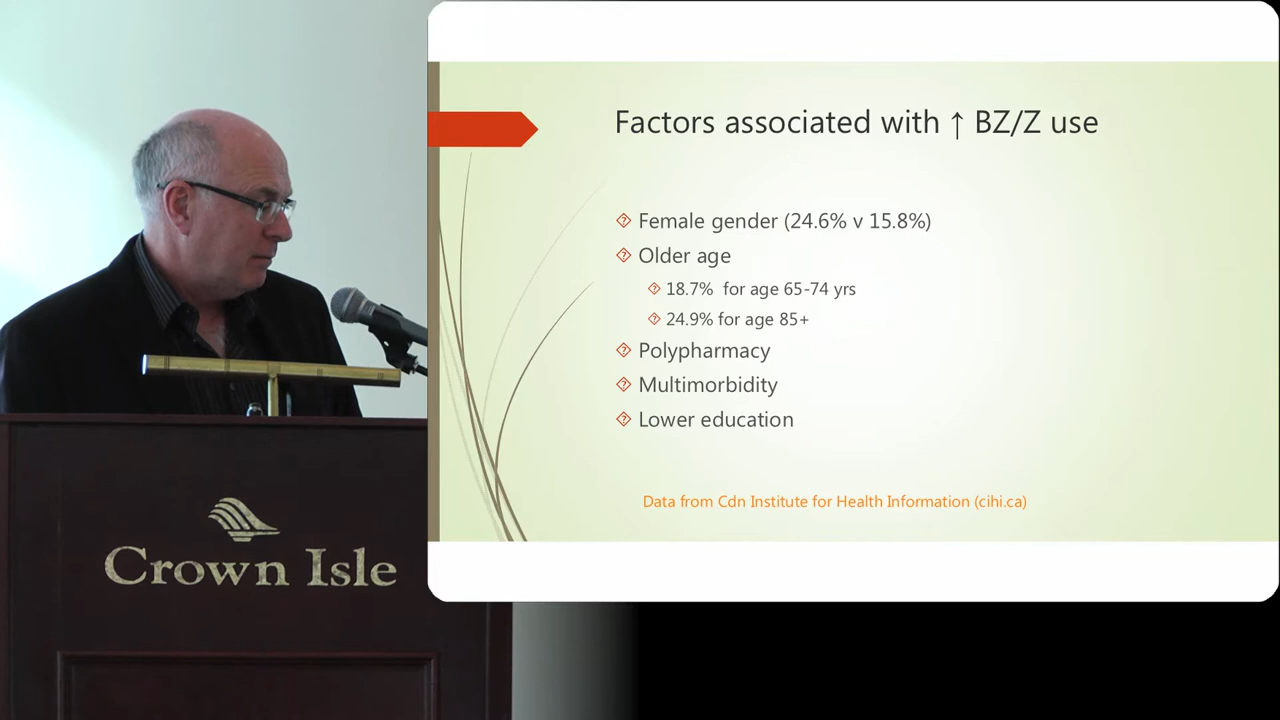 Factors associated with ↑ BZ/Z use
Female gender (24.6% v 15.8%)
Older age
18.7% for age 65-74 yrs
24.9% for age 85+
Polypharmacy
Multimorbidity
Lower education
Data from Cdn Institute for Health Information (cihi.ca)
Crown Isle